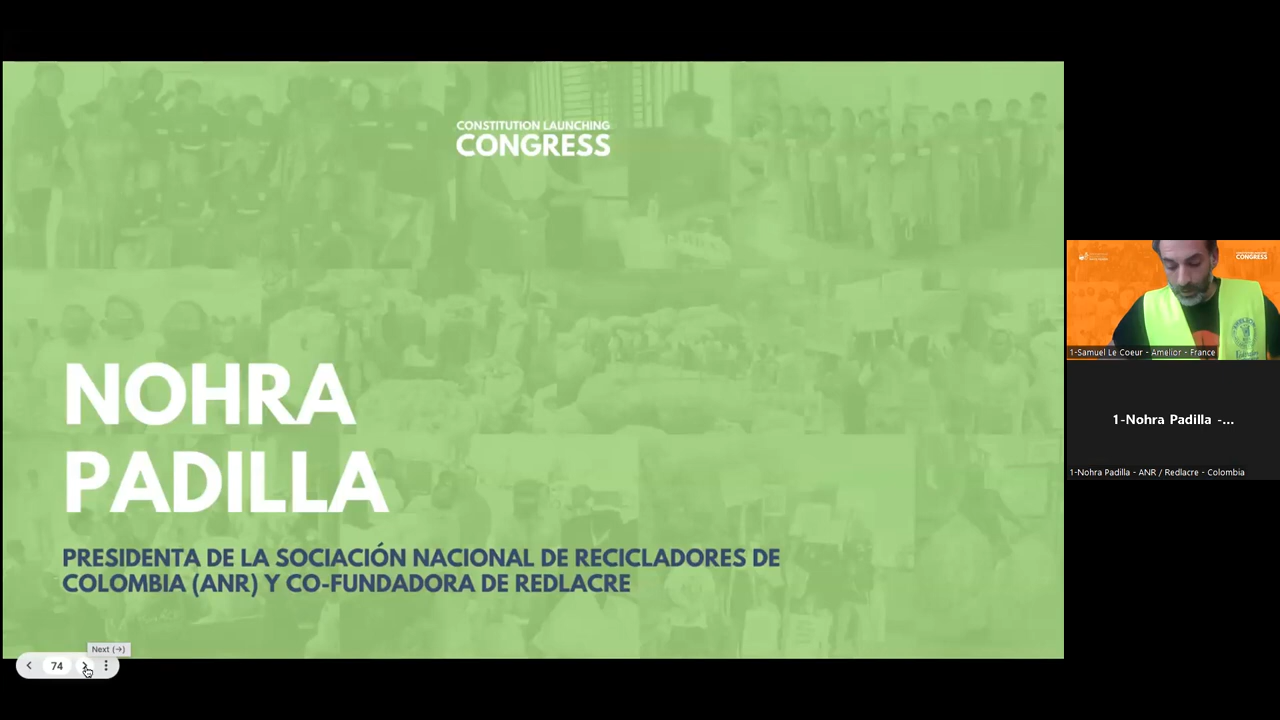 CONSTITUTION LAUNCHING
CONGRESS
NOHRA
PADILLA
PRESIDENTA DE LA SOCIACIÓN NACIONAL DE RECICLADORES DE
COLOMBIA (ANR) Y CO-FUNDADORA DE REDLACRE
Next (→)
74
CONGRESS
1-Samuel Le Coeur - Amelior - France
1-Nohra Padilla -...
1-Nohra Padilla - ANR / Redlacre - Colombia